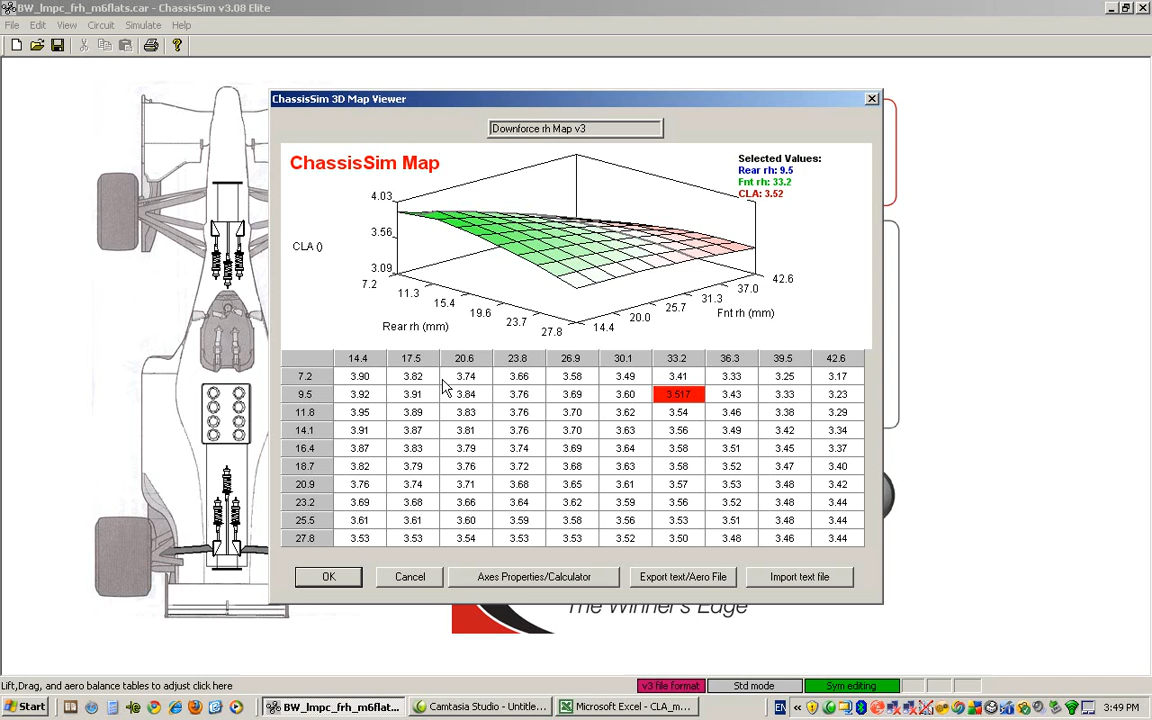 BW_lmpc_frh_m6flats.car - ChassisSim v3.08 Elite
File Edit View Circuit Simulate Help
ChassisSim 3D Map Viewer
Downforce rh Map v3
ChassisSim Map
Selected Values:
Rear rh: 9.5
Fnt rh: 33.2
CLA: 3.52
4.03
3.56
3.09
CLA ()
7.2
11.3
15.4
19.6
23.7
27.8
Rear rh (mm)
14.4
20.0
25.7
31.3
37.0
42.6
Fnt rh (mm)
14.4 17.5 20.6 23.8 26.9 30.1 33.2 36.3 39.5 42.6
7.2 3.90 3.82 3.74 3.66 3.58 3.49 3.41 3.33 3.25 3.17
9.5 3.92 3.91 3.84 3.76 3.69 3.60 3.517 3.43 3.33 3.23
11.8 3.95 3.89 3.83 3.76 3.70 3.62 3.54 3.46 3.38 3.29
14.1 3.91 3.87 3.81 3.76 3.70 3.63 3.56 3.49 3.42 3.34
16.4 3.87 3.83 3.79 3.74 3.69 3.64 3.58 3.51 3.45 3.37
18.7 3.82 3.79 3.76 3.72 3.68 3.63 3.58 3.52 3.47 3.40
20.9 3.76 3.74 3.71 3.68 3.65 3.61 3.57 3.53 3.48 3.42
23.2 3.69 3.68 3.66 3.64 3.62 3.59 3.56 3.52 3.48 3.44
25.5 3.61 3.61 3.60 3.59 3.58 3.56 3.53 3.51 3.48 3.44
27.8 3.53 3.53 3.54 3.53 3.53 3.52 3.50 3.48 3.46 3.44
OK Cancel Axes Properties/Calculator Export text/Aero File Import text file
The Winner's Edge
Lift,Drag, and aero balance tables to adjust click here
v3 file format Std mode Sym editing
Start BW_lmpc_frh_m6flat... Camtasia Studio - Untitle... Microsoft Excel - CLA_m... EN « 3:49 PM